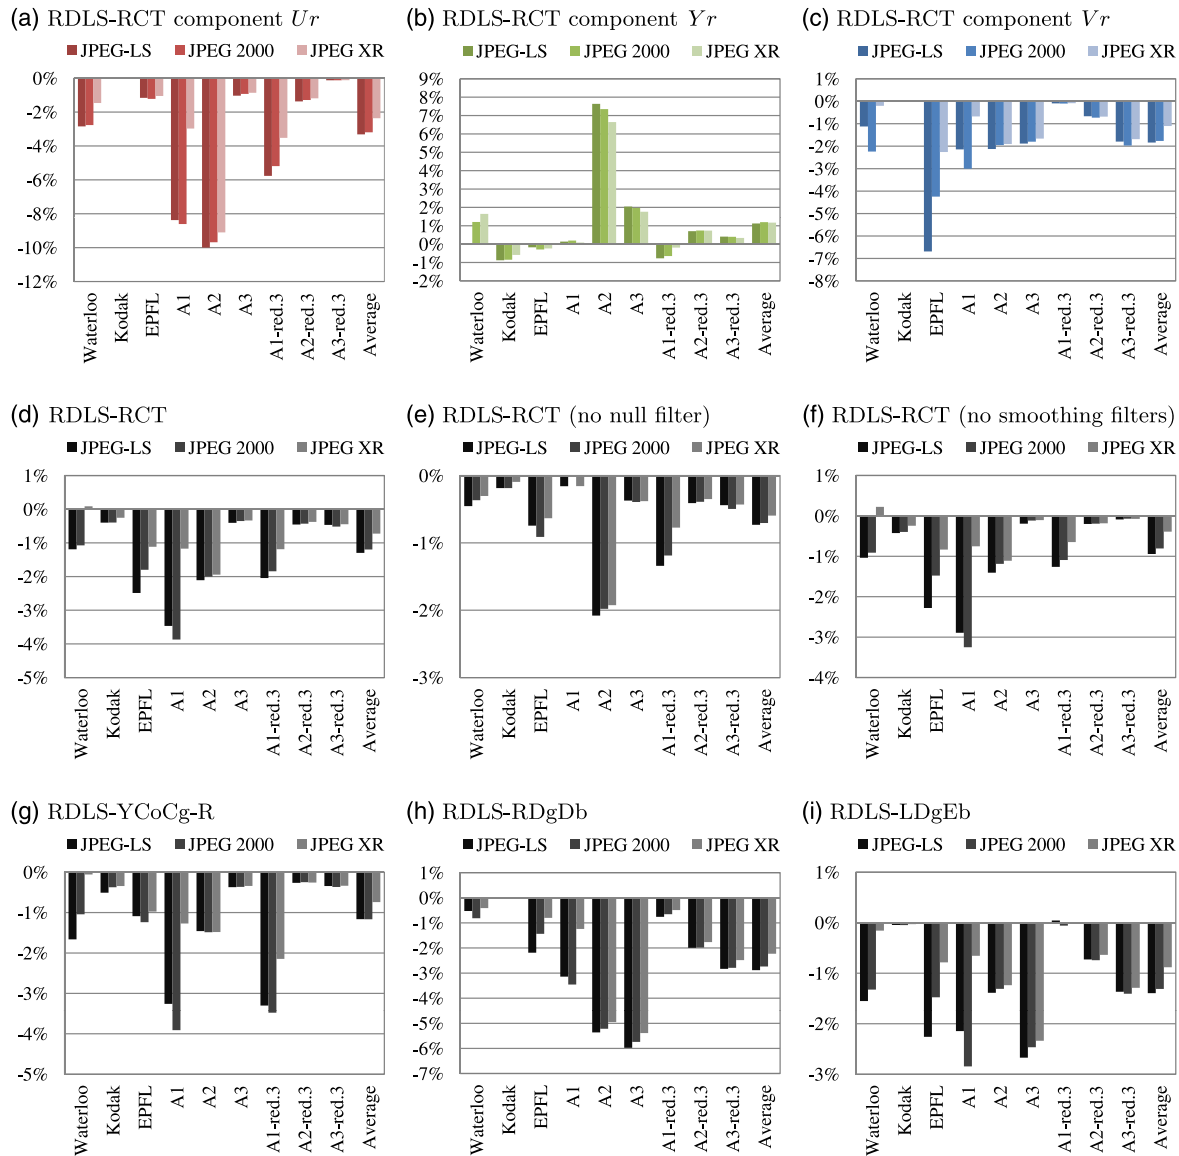 (a) RDLS-RCT component Ur
JPEG-LS JPEG 2000 JPEG XR
0%
-2%
-4%
-6%
-8%
-10%
-12%
Waterloo
Kodak
EPFL
A1
A2
A3
A1-red.3
A2-red.3
A3-red.3
Average
(b) RDLS-RCT component Yr
JPEG-LS JPEG 2000 JPEG XR
9%
8%
7%
6%
5%
4%
3%
2%
1%
0%
-1%
-2%
Waterloo
Kodak
EPFL
A1
A2
A3
A1-red.3
A2-red.3
A3-red.3
Average
(c) RDLS-RCT component Vr
JPEG-LS JPEG 2000 JPEG XR
1%
0%
-1%
-2%
-3%
-4%
-5%
-6%
-7%
-8%
Waterloo
Kodak
EPFL
A1
A2
A3
A1-red.3
A2-red.3
A3-red.3
Average
(d) RDLS-RCT
JPEG-LS JPEG 2000 JPEG XR
1%
0%
-1%
-2%
-3%
-4%
-5%
Waterloo
Kodak
EPFL
A1
A2
A3
A1-red.3
A2-red.3
A3-red.3
Average
(e) RDLS-RCT (no null filter)
JPEG-LS JPEG 2000 JPEG XR
0%
-1%
-2%
-3%
Waterloo
Kodak
EPFL
A1
A2
A3
A1-red.3
A2-red.3
A3-red.3
Average
(f) RDLS-RCT (no smoothing filters)
JPEG-LS JPEG 2000 JPEG XR
1%
0%
-1%
-2%
-3%
-4%
Waterloo
Kodak
EPFL
A1
A2
A3
A1-red.3
A2-red.3
A3-red.3
Average
(g) RDLS-YCoCg-R
JPEG-LS JPEG 2000 JPEG XR
0%
-1%
-2%
-3%
-4%
-5%
Waterloo
Kodak
EPFL
A1
A2
A3
A1-red.3
A2-red.3
A3-red.3
Average
(h) RDLS-RDgDb
JPEG-LS JPEG 2000 JPEG XR
1%
0%
-1%
-2%
-3%
-4%
-5%
-6%
-7%
Waterloo
Kodak
EPFL
A1
A2
A3
A1-red.3
A2-red.3
A3-red.3
Average
(i) RDLS-LDgEb
JPEG-LS JPEG 2000 JPEG XR
1%
0%
-1%
-2%
-3%
Waterloo
Kodak
EPFL
A1
A2
A3
A1-red.3
A2-red.3
A3-red.3
Average